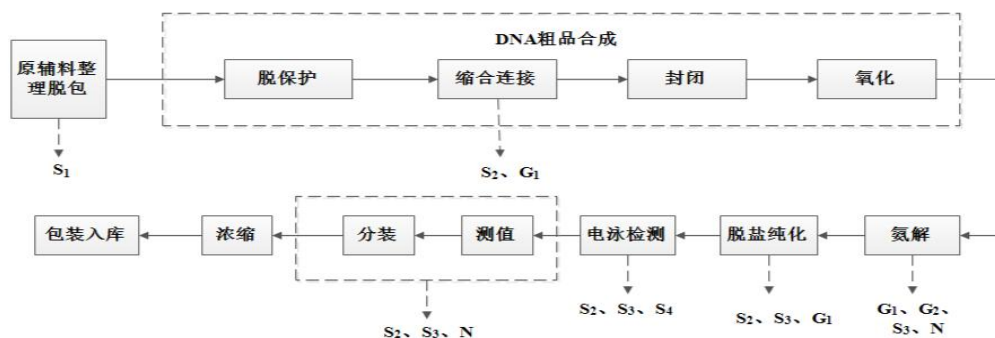 DNA粗品合成
原辅料整
理脱包
脱保护
缩合连接
封闭
氧化
S₁
S₂、G₁
包装入库
浓缩
分装
测值
电泳检测
脱盐纯化
氨解
S₂、S₃、N
S₂、S₃、S₄
S₂、S₃、G₁
G₁、G₂、
S₃、N